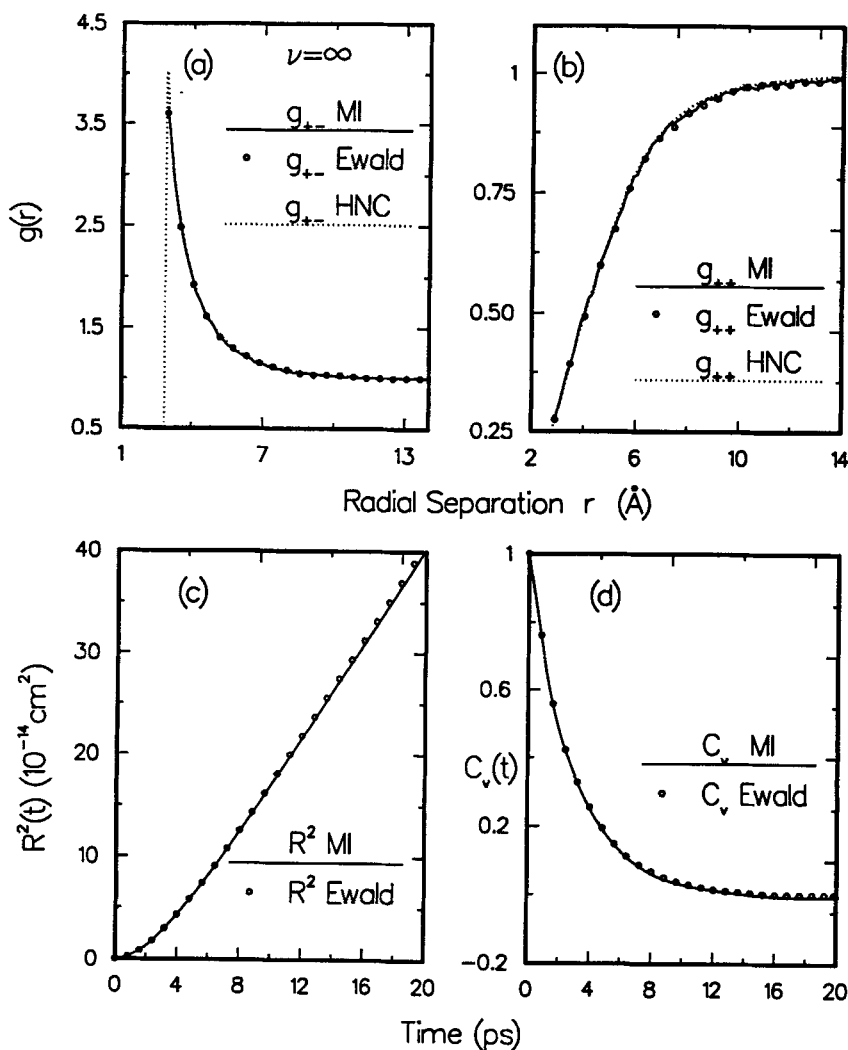 (a)
ν=∞
g₊₋ MI
g₊₋ Ewald
g₊₋ HNC
4.5
3.5
2.5
1.5
0.5
g(r)
1
7
13
(b)
1
0.75
0.50
0.25
g₊₊ MI
g₊₊ Ewald
g₊₊ HNC
2
6
10
14
Radial Separation r (Å)
(c)
40
30
20
10
0
R²(t) (10⁻¹⁴cm²)
R² MI
R² Ewald
0
4
8
12
16
20
(d)
1
0.6
0.2
-0.2
Cᵥ(t)
Cᵥ MI
Cᵥ Ewald
0
4
8
12
16
20
Time (ps)